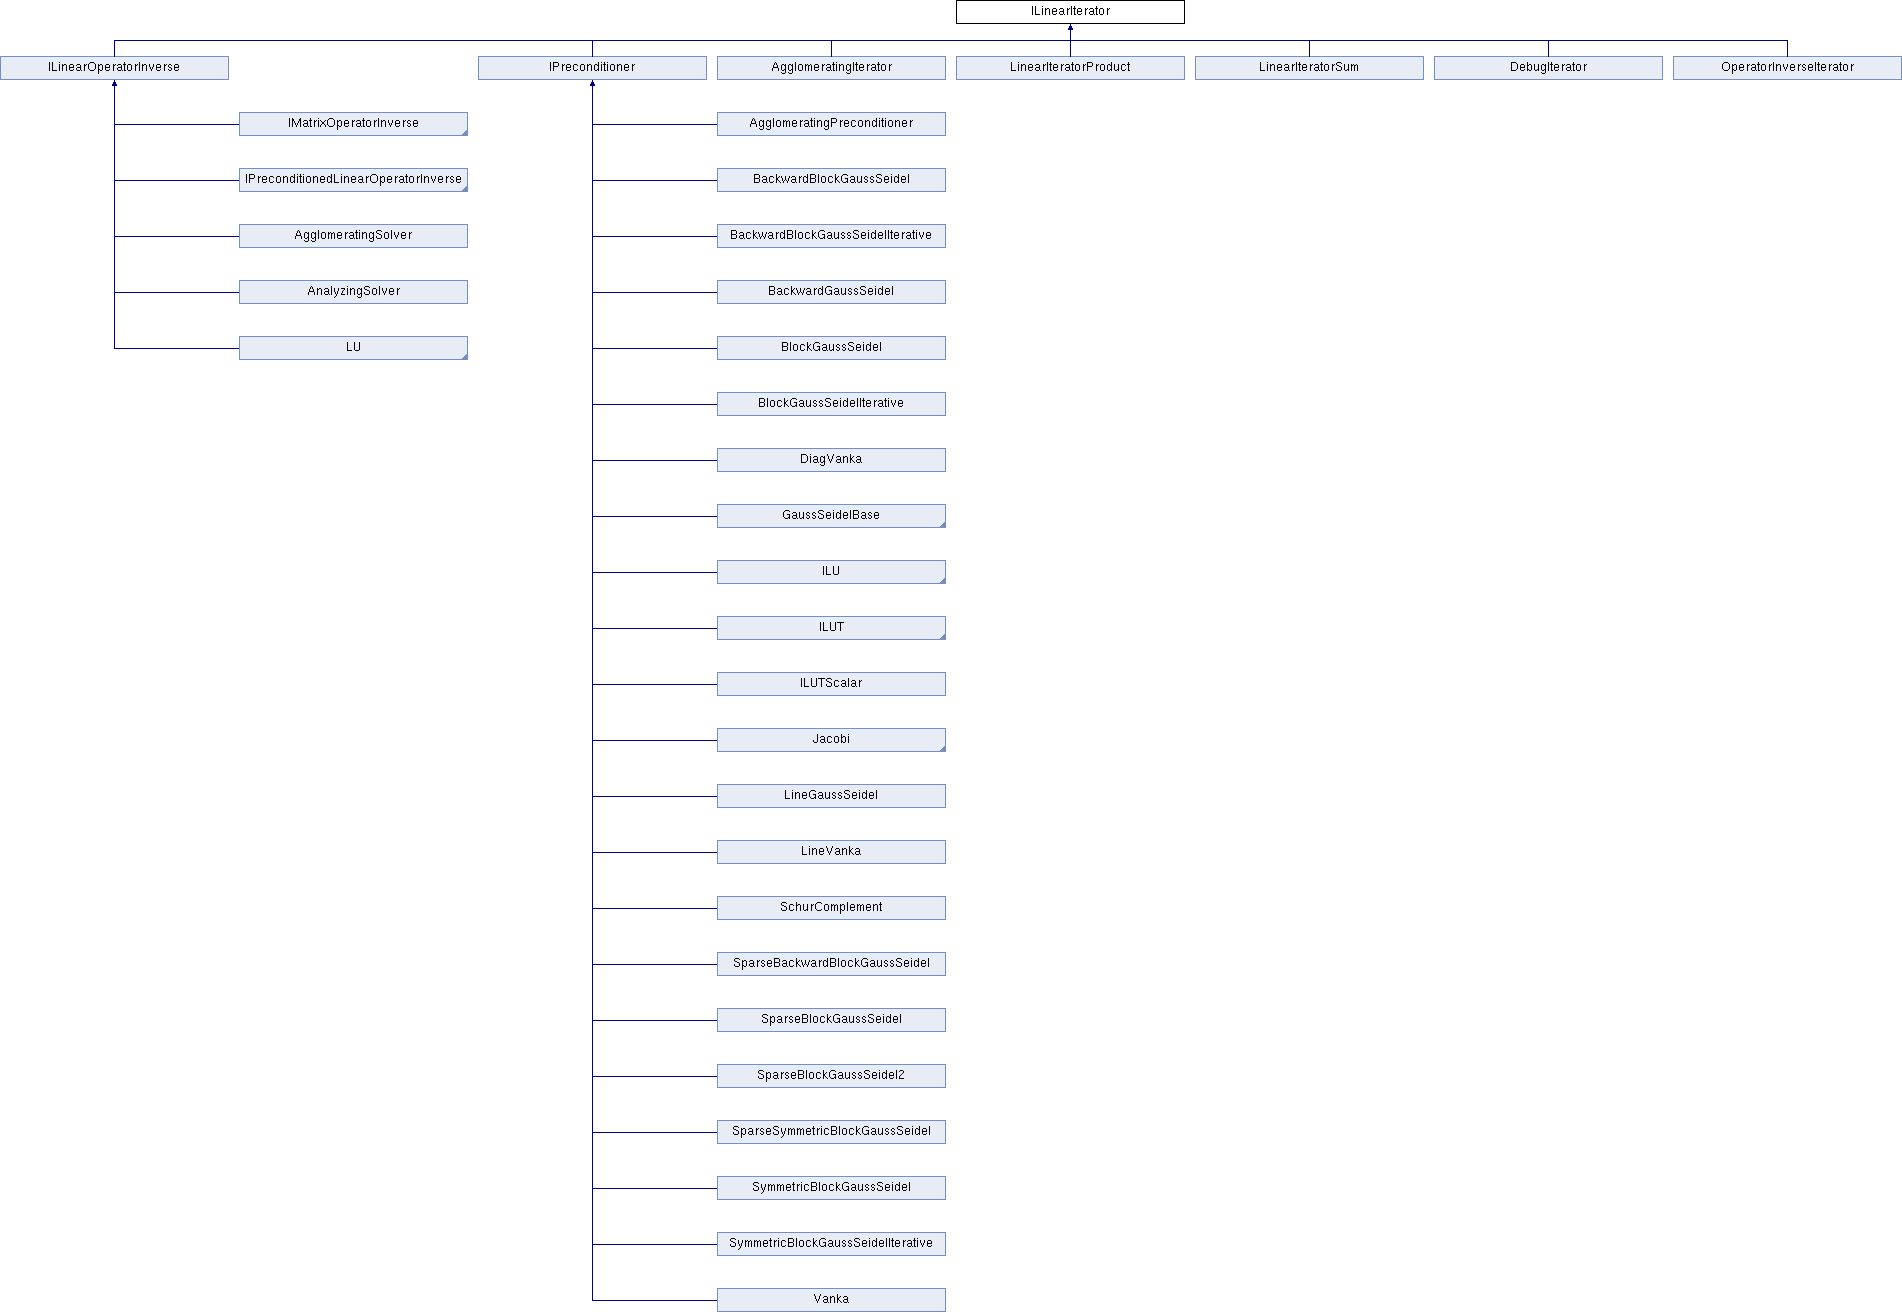 ILinearIterator
ILinearOperatorInverse
IPreconditioner
AgglomeratingIterator
LinearIteratorProduct
LinearIteratorSum
DebugIterator
OperatorInverseIterator
IMatrixOperatorInverse
AgglomeratingPreconditioner
IPreconditionedLinearOperatorInverse
BackwardBlockGaussSeidel
AgglomeratingSolver
BackwardBlockGaussSeidelIterative
AnalyzingSolver
BackwardGaussSeidel
LU
BlockGaussSeidel
BlockGaussSeidelIterative
DiagVanka
GaussSeidelBase
ILU
ILUT
ILUTScalar
Jacobi
LineGaussSeidel
LineVanka
SchurComplement
SparseBackwardBlockGaussSeidel
SparseBlockGaussSeidel
SparseBlockGaussSeidel2
SparseSymmetricBlockGaussSeidel
SymmetricBlockGaussSeidel
SymmetricBlockGaussSeidelIterative
Vanka